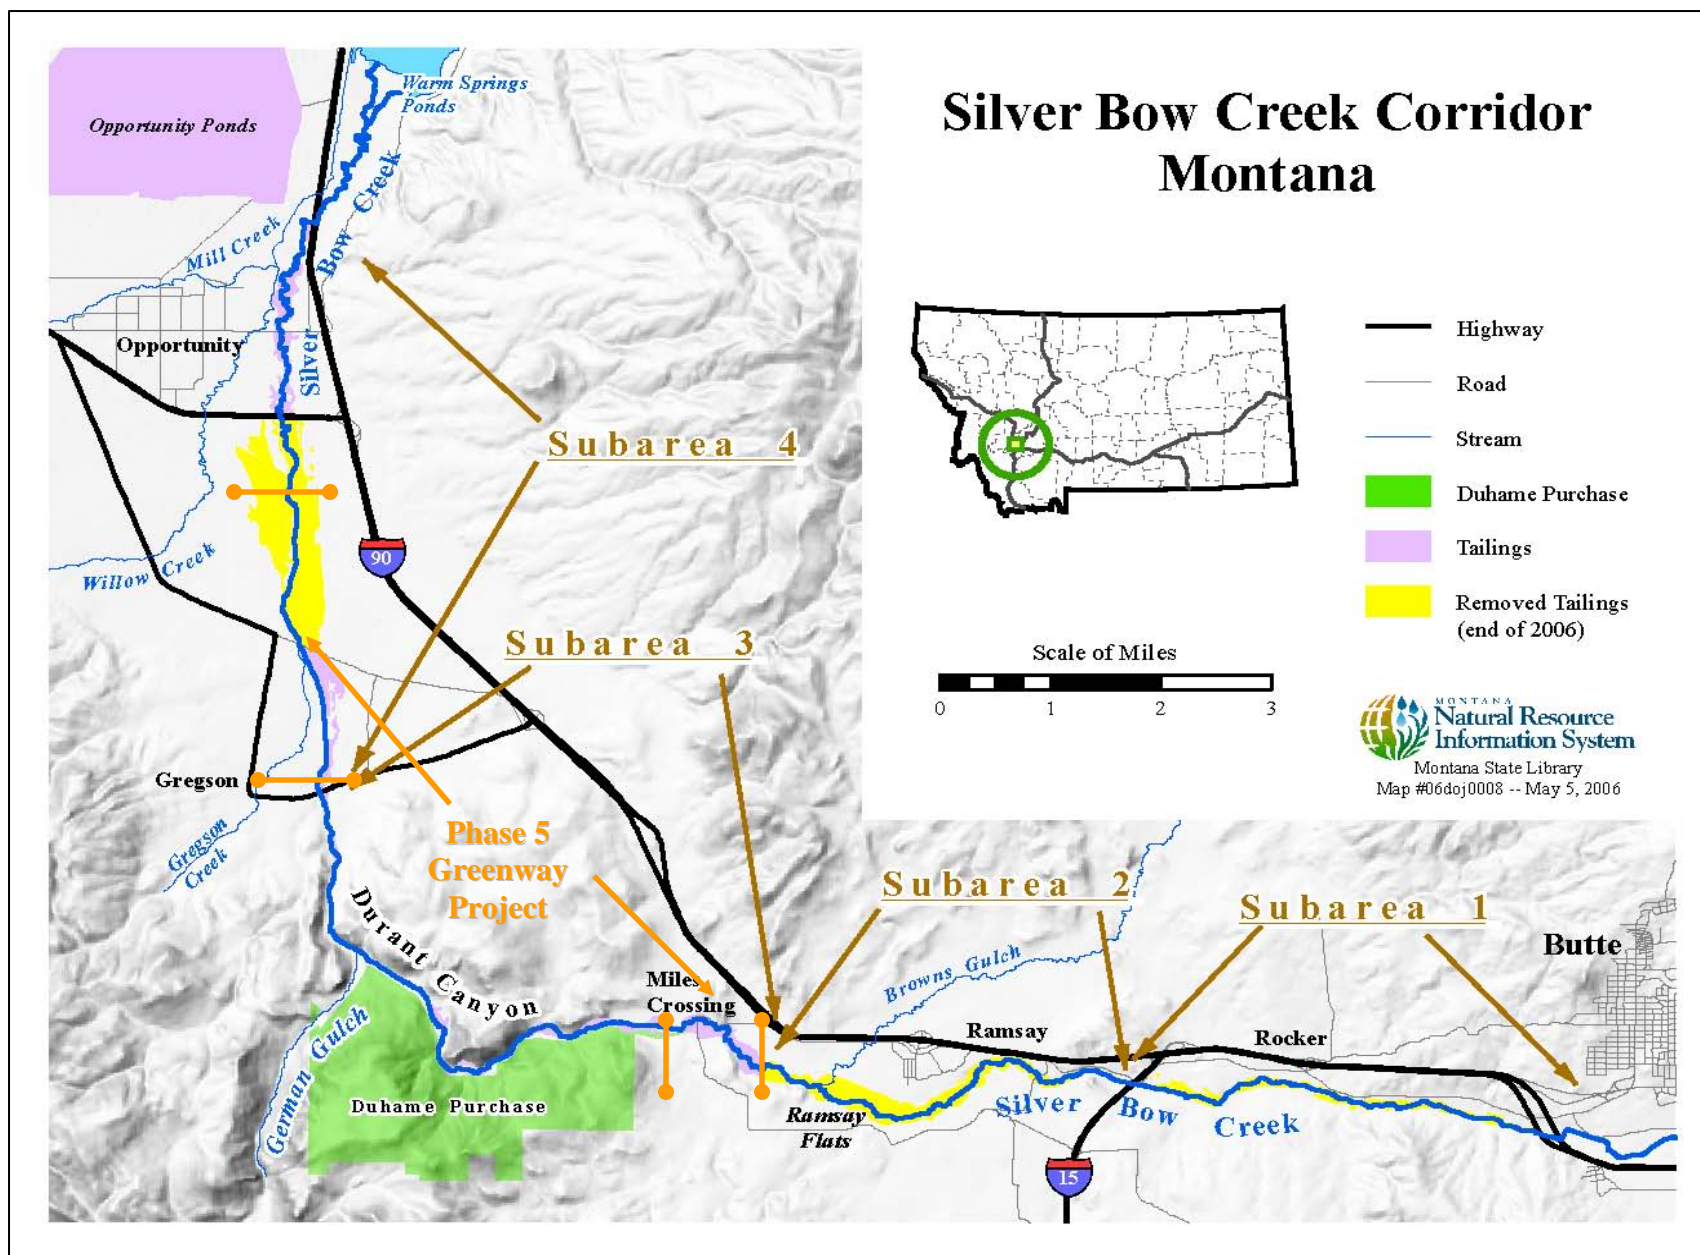 Silver Bow Creek Corridor
Montana
Opportunity Ponds
Warm Springs
Ponds
Silver Bow Creek
Mill Creek
Opportunity
Subarea 4
90
Willow Creek
Subarea 3
Gregson
Gregson
Creek
Phase 5
Greenway
Project
Durant Canyon
Miles
Crossing
German Gulch
Duhame Purchase
Subarea 2
Subarea 1
Butte
Browns Gulch
Ramsay
Rocker
Ramsay
Flats
Silver Bow Creek
15
Highway
Road
Stream
Duhame Purchase
Tailings
Removed Tailings
(end of 2006)
Scale of Miles
0 1 2 3
MONTANA
Natural Resource
Information System
Montana State Library
Map #06doj0008 -- May 5, 2006